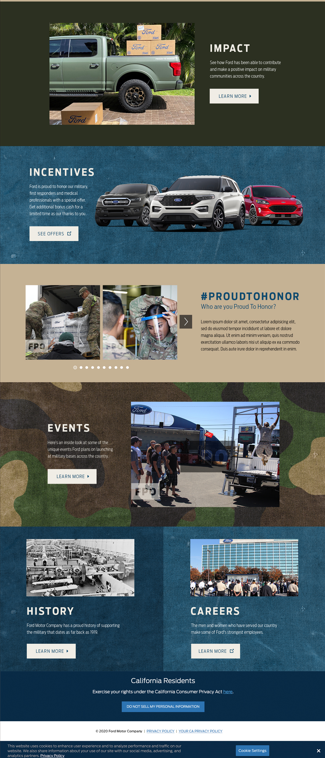 IMPACT
See how Ford has been able to contribute
and make a positive impact on military
communities across the country.
LEARN MORE
INCENTIVES
Ford is proud to honor our military,
first responders and medical
professionals with a special offer.
Get additional bonus cash for a
limited time as our Thanks to you.
SEE OFFERS
#PROUDTOHONOR
Who are you Proud To Honor?
Lorem ipsum dolor sit amet, consectetur adipiscing elit,
sed do eiusmod tempor incididunt ut labore et dolore
magna aliqua. Ut enim ad minim veniam, quis nostrud
exercitation ullamco laboris nisi ut aliquip ex ea commodo
consequat. Duis aute irure dolor in reprehenderit in enim.
FPO
FPO
EVENTS
Here's an inside look at some of the
unique events Ford plans on launching
at military bases across the country.
LEARN MORE
FPO
HISTORY
Ford Motor Company has a proud history of supporting
the military that dates as far back as 1919.
LEARN MORE
CAREERS
The men and women who have served our country
make some of Ford's strongest employees.
LEARN MORE
California Residents
Exercise your rights under the California Consumer Privacy Act here.
DO NOT SELL MY PERSONAL INFORMATION
© 2020 Ford Motor Company | PRIVACY POLICY | YOUR CA PRIVACY POLICY
This website uses cookies to enhance user experience and to analyze performance and traffic on our
website. We also share information about your use of our site with our social media, advertising, and
analytics partners. Privacy Policy
Cookie Settings